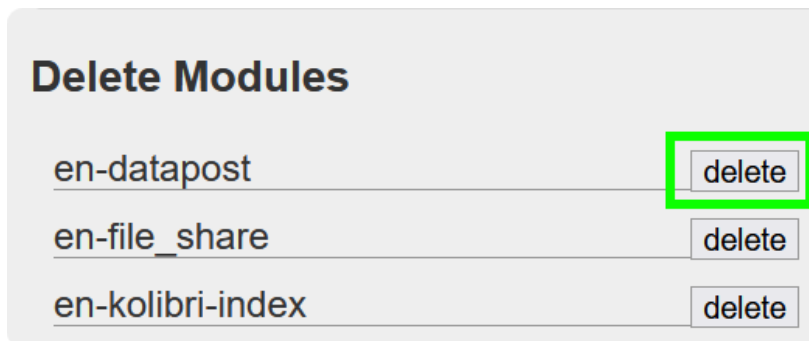 Delete Modules
en-datapost delete
en-file_share delete
en-kolibri-index delete